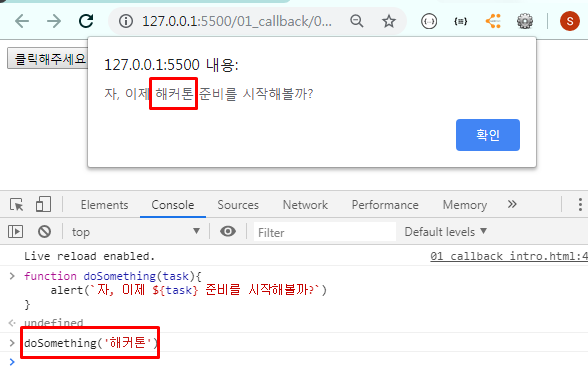 127.0.0.1:5500/01_callback/0...
S
클릭해주세요
127.0.0.1:5500 내용:
자, 이제 해커톤 준비를 시작해볼까?
확인
Elements Console Sources Network Performance Memory »
top Filter Default levels
Live reload enabled. 01_callback_intro.html:4
> function doSomething(task){
alert(`자, 이제 ${task} 준비를 시작해볼까?`)
}
undefined
> doSomething('해커톤')
>